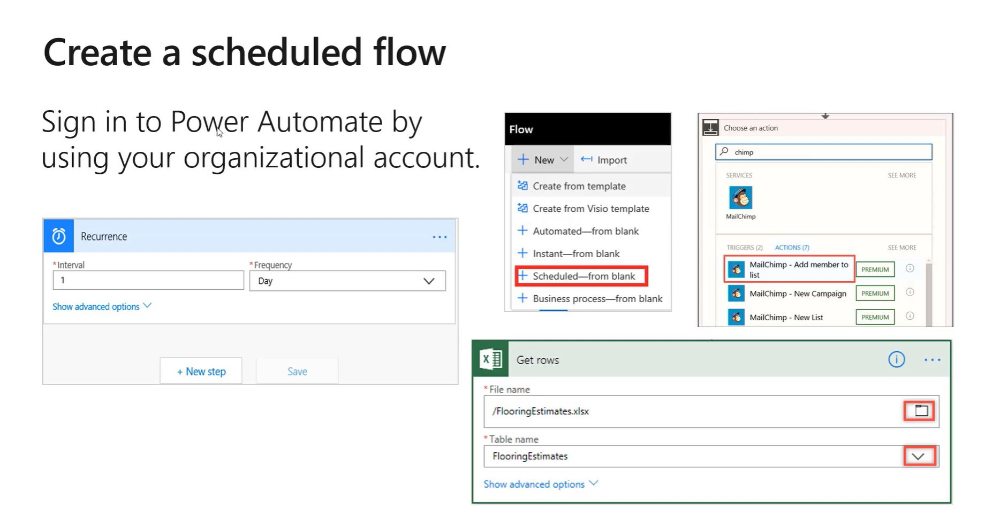 Create a scheduled flow
Sign in to Power Automate by
using your organizational account.
Recurrence
*Interval
*Frequency
1
Day
Show advanced options
+ New step
Save
Flow
New
Import
Create from template
Create from Visio template
Automated—from blank
Instant—from blank
Scheduled—from blank
Business process—from blank
Choose an action
chimp
SERVICES
SEE MORE
MailChimp
TRIGGERS (2)
ACTIONS (7)
SEE MORE
MailChimp - Add member to
list
PREMIUM
MailChimp - New Campaign
PREMIUM
MailChimp - New List
PREMIUM
Get rows
*File name
/FlooringEstimates.xlsx
*Table name
FlooringEstimates
Show advanced options